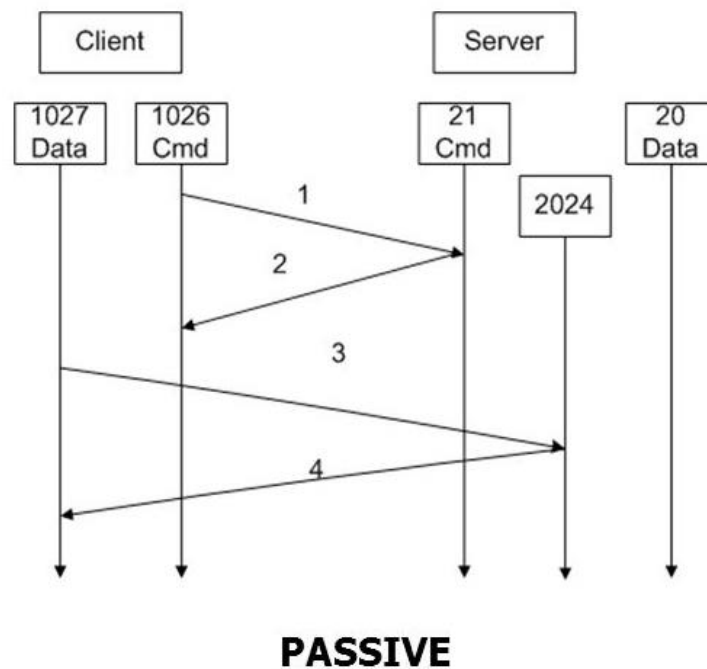 Client
Server
1027
Data
1026
Cmd
21
Cmd
20
Data
2024
1
2
3
4
PASSIVE